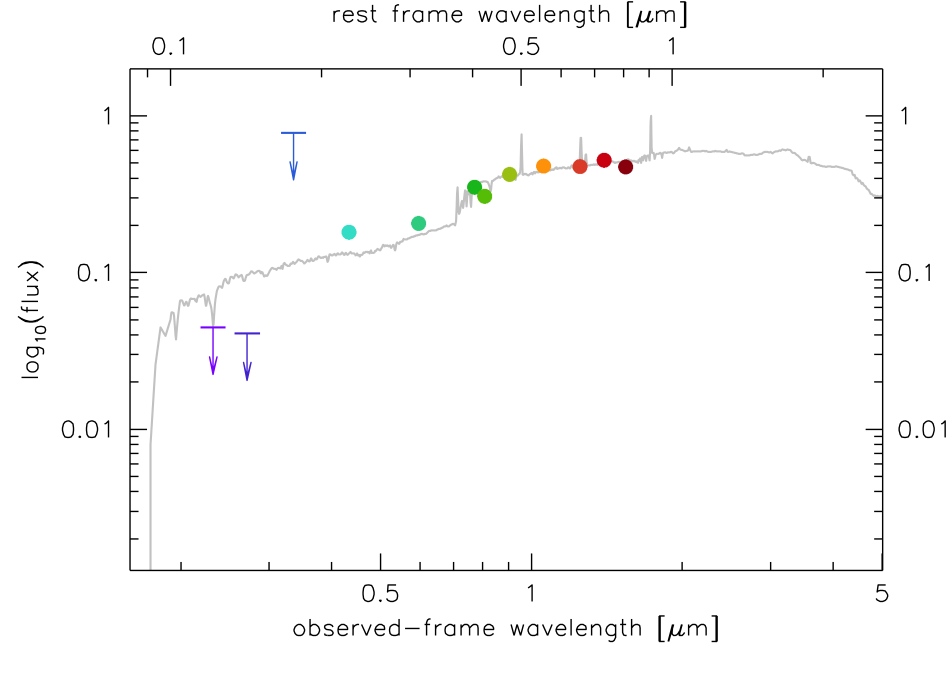 rest frame wavelength [μm]
0.1 0.5 1
1 1
0.1 0.1
0.01 0.01
log10(flux)
0.5 1 5
observed-frame wavelength [μm]